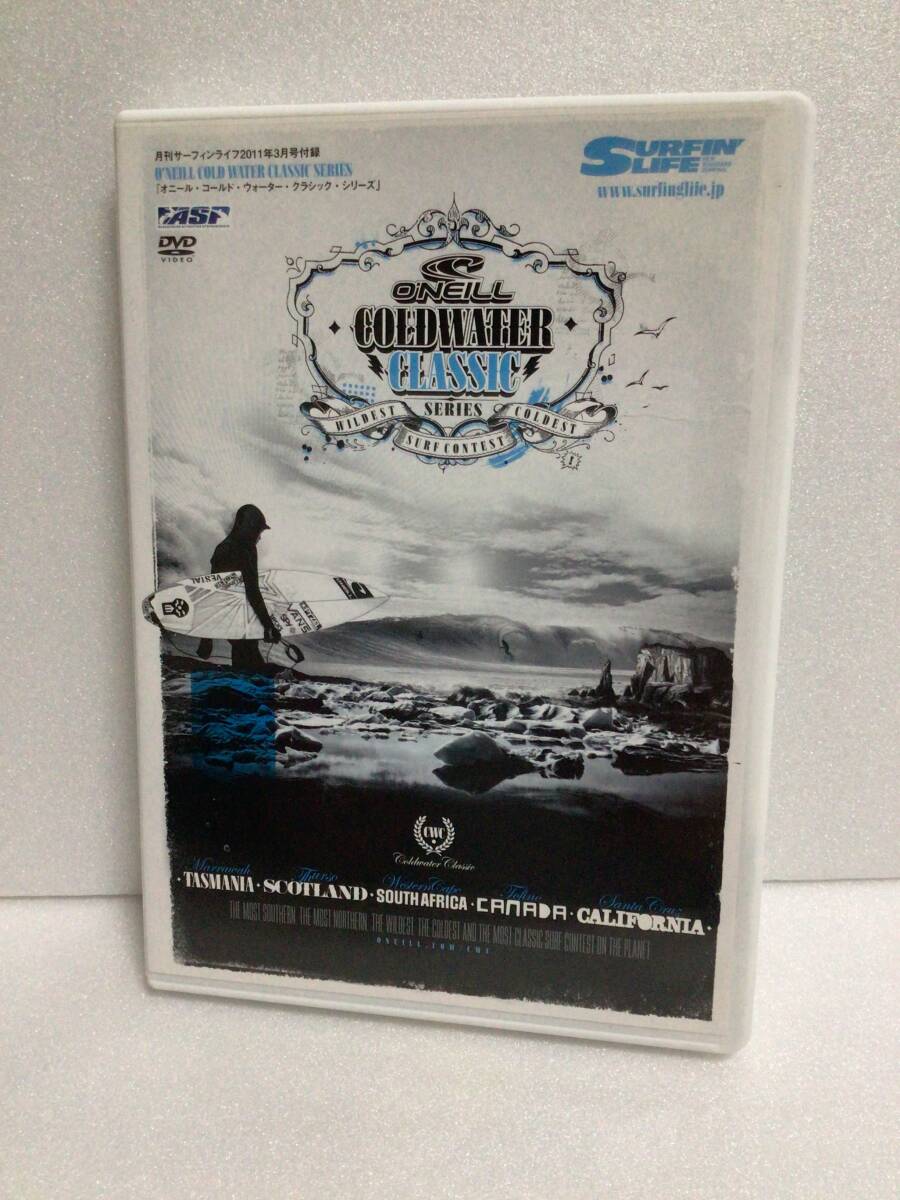 月刊サーフィンライフ2011年3月号付録
O'NEILL COLD WATER CLASSIC SERIES
「オニール・コールド・ウォーター・クラシック・シリーズ」
ASP
DVD
VIDEO
SURFIN' LIFE
www.surfinglife.jp
O'NEILL
COLDWATER
CLASSIC
SERIES
WILDEST
COLDEST
SURF CONTEST
VESTAL
VANS
SPY
CWC
Coldwater Classic
Marrawah Thurso Western Cape Tofino Santa Cruz
TASMANIA · SCOTLAND · SOUTH AFRICA · CANADA · CALIFORNIA ·
THE MOST SOUTHERN, THE MOST NORTHERN, THE WILDEST, THE COLDEST AND THE MOST CLASSIC SURF CONTEST ON THE PLANET
ONEILL.COM/CWC